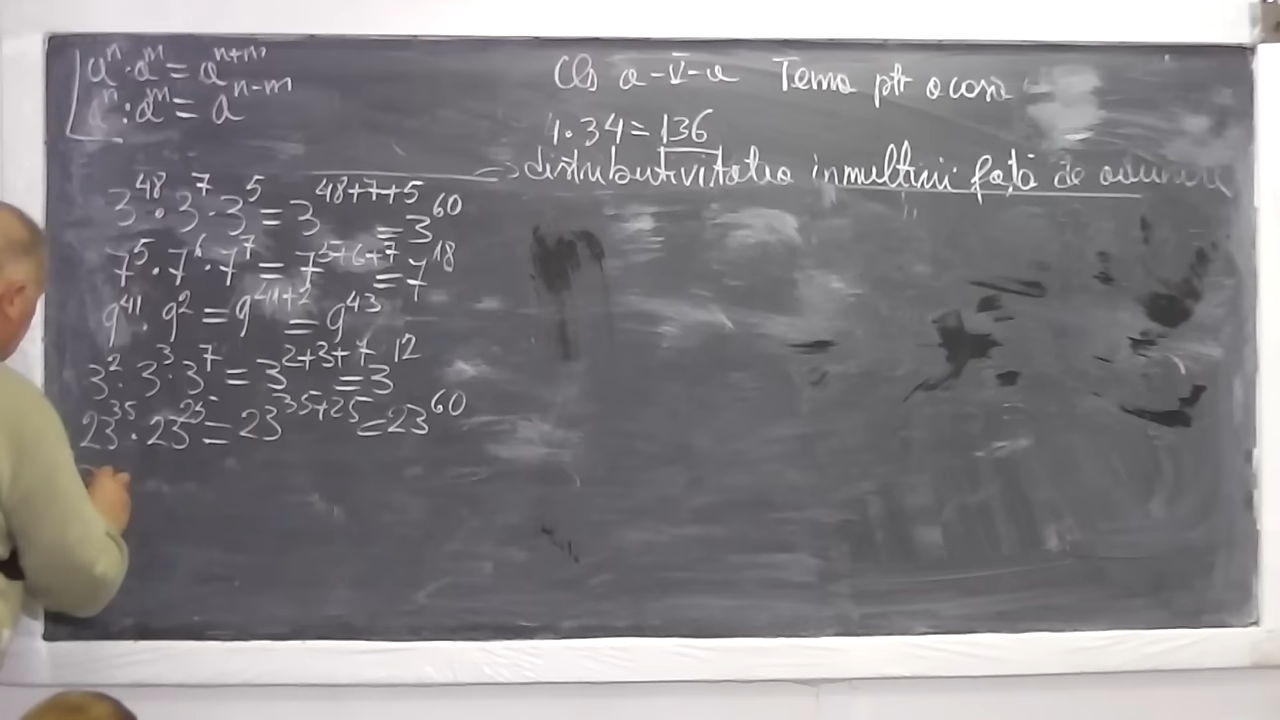 aⁿ · aᵐ = aⁿ⁺ᵐ
aⁿ : aᵐ = aⁿ⁻ᵐ
Cls a-V-a Tema ptr acasă
4·34=136
→ distributivitatea inmultirii față de adunare
3⁴⁸·3⁷·3⁵=3⁴⁸⁺⁷⁺⁵=3⁶⁰
7⁵·7⁶·7⁷=7⁵⁺⁶⁺⁷=7¹⁸
9⁴¹·9²=9⁴¹⁺²=9⁴³
3²·3³·3⁷=3²⁺³⁺⁷=3¹²
23³⁵·23²⁵=23³⁵⁺²⁵=23⁶⁰